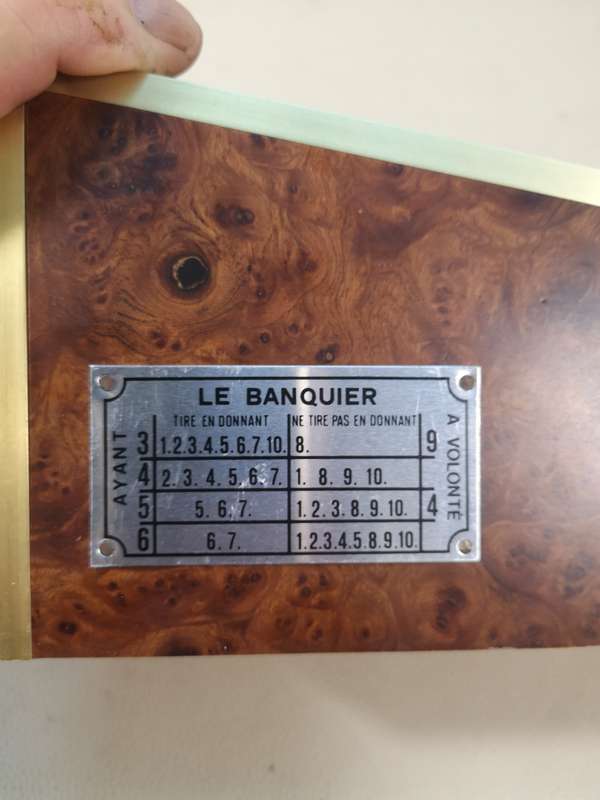 LE BANQUIER
TIRE EN DONNANT NE TIRE PAS EN DONNANT
AYANT
3 1.2.3.4.5.6.7.10. 8. 9
4 2. 3. 4. 5. 6. 7. 1. 8. 9. 10.
5 5. 6. 7. 1. 2. 3. 8. 9. 10. 4
6 6. 7. 1.2.3.4.5.8.9.10.
A VOLONTÉ